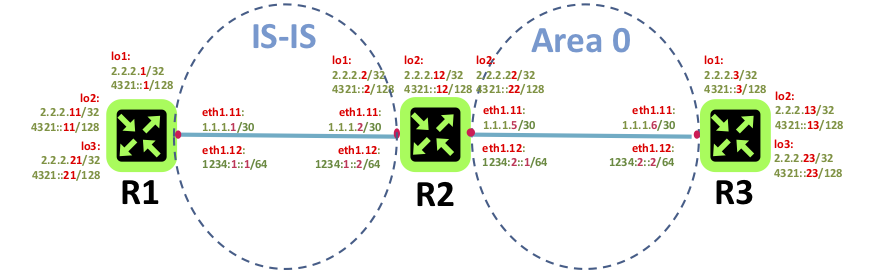 IS-IS
Area 0
lo1:
2.2.2.1/32
4321::1/128
lo2:
2.2.2.11/32
4321::11/128
lo3:
2.2.2.21/32
4321::21/128
R1
eth1.11:
1.1.1.1/30
eth1.12:
1234:1::1/64
lo1:
2.2.2.2/32
4321::2/128
lo2:
2.2.2.12/32
4321::12/128
lo2:
2.2.2.22/32
4321::22/128
eth1.11:
1.1.1.2/30
eth1.12:
1234:1::2/64
R2
eth1.11:
1.1.1.5/30
eth1.12:
1234:2::1/64
eth1.11:
1.1.1.6/30
eth1.12:
1234:2::2/64
lo1:
2.2.2.3/32
4321::3/128
lo2:
2.2.2.13/32
4321::13/128
lo3:
2.2.2.23/32
4321::23/128
R3